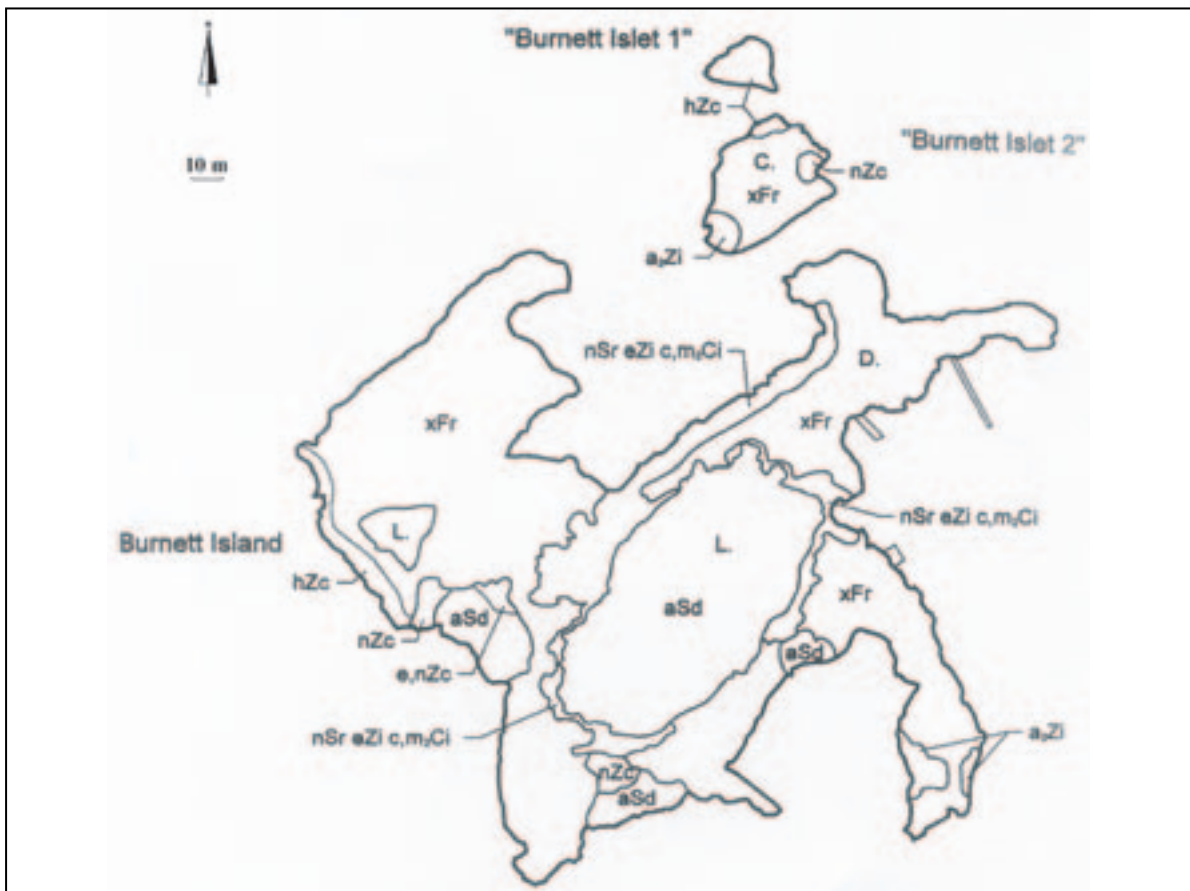 "Burnett Islet 1"
hZc
10 m
"Burnett Islet 2"
C.
nZc
xFr
a₂Zi
nSr eZi c,m₂Ci
D.
xFr
xFr
nSr eZi c,m₂Ci
L.
L.
Burnett Island
hZc
aSd
xFr
aSd
nZc
aSd
e,nZc
nSr eZi c,m₂Ci
a₂Zi
nZc
aSd